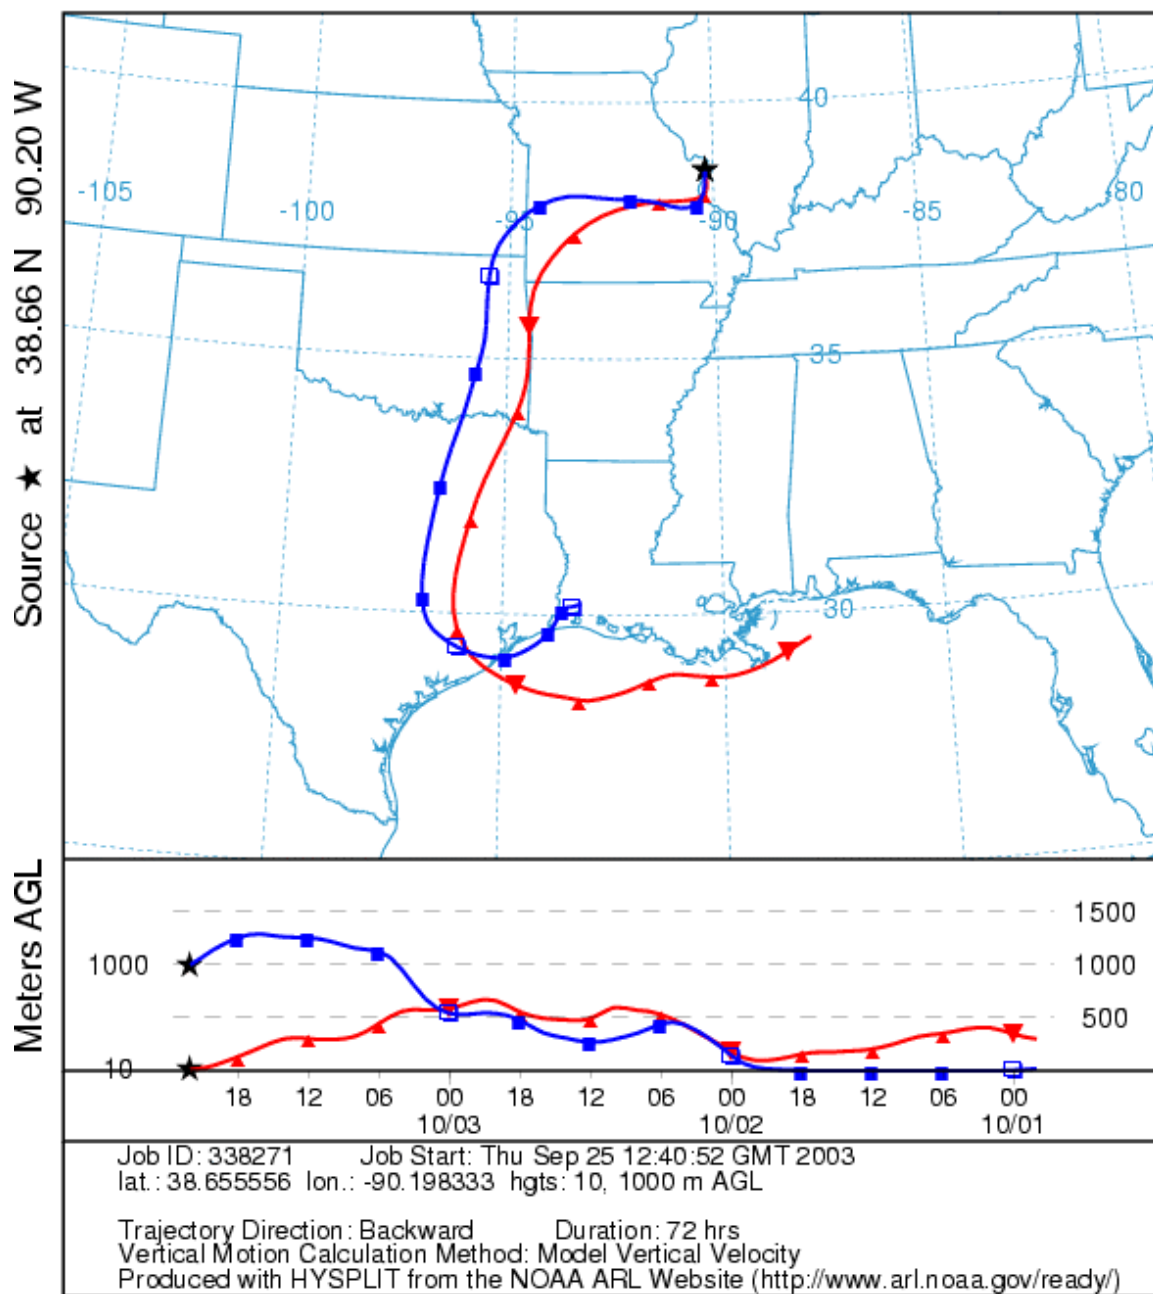 Source ★ at 38.66 N 90.20 W
40
-105
-100
-95
-90
-85
-80
35
30
Meters AGL
1500
1000
1000
500
10
18 12 06 00 18 12 06 00 18 12 06 00
10/03 10/02 10/01
Job ID: 338271 Job Start: Thu Sep 25 12:40:52 GMT 2003
lat.: 38.655556 lon.: -90.198333 hgts: 10, 1000 m AGL
Trajectory Direction: Backward Duration: 72 hrs
Vertical Motion Calculation Method: Model Vertical Velocity
Produced with HYSPLIT from the NOAA ARL Website (http://www.arl.noaa.gov/ready/)